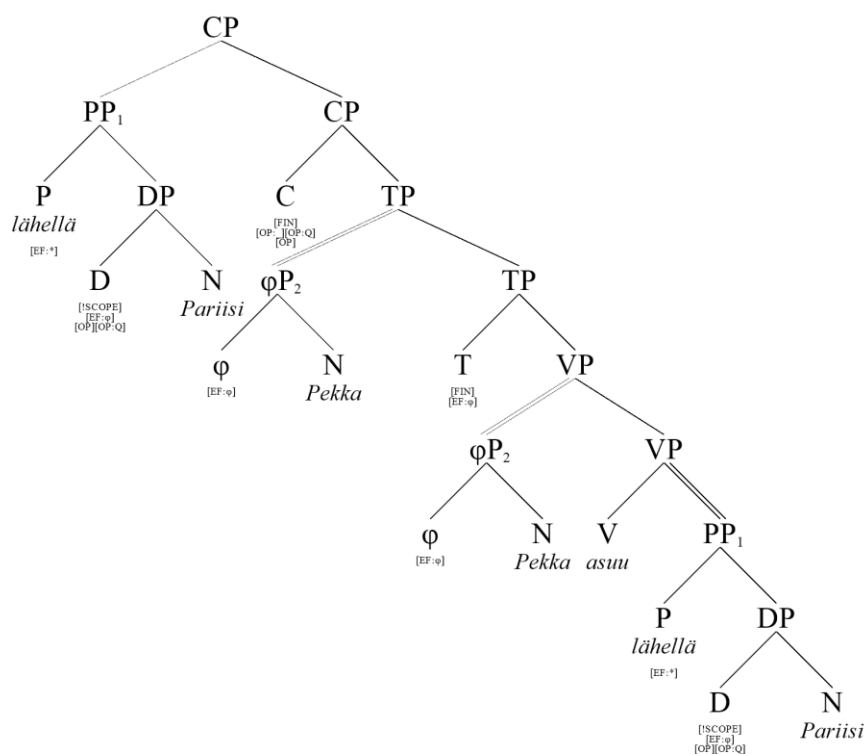 CP
PP₁ CP
P DP C TP
lähellä
[EF:*]
[FIN]
[OP:_][OP:Q]
[OP]
D N φP₂ TP
[!SCOPE]
[EF:φ]
[OP][OP:Q]
Pariisi
φ N T VP
[EF:φ]
Pekka
[FIN]
[EF:φ]
φP₂ VP
φ N V PP₁
[EF:φ]
Pekka asuu
P DP
lähellä
[EF:*]
D N
[!SCOPE]
[EF:φ]
[OP][OP:Q]
Pariisi